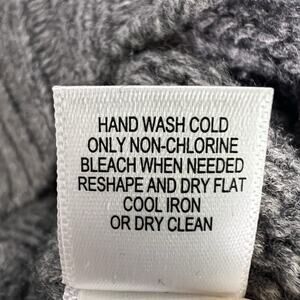 HAND WASH COLD
ONLY NON-CHLORINE
BLEACH WHEN NEEDED
RESHAPE AND DRY FLAT
COOL IRON
OR DRY CLEAN